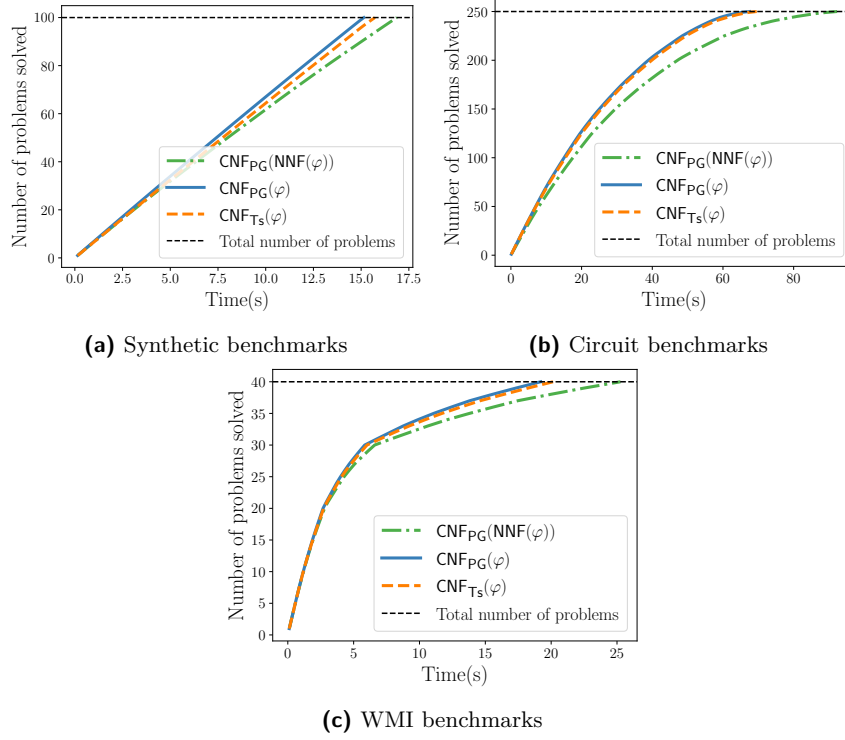 100
80
60
40
20
0
Number of problems solved
CNF_PG(NNF(φ))
CNF_PG(φ)
CNF_Ts(φ)
Total number of problems
0.0 2.5 5.0 7.5 10.0 12.5 15.0 17.5
Time(s)
(a) Synthetic benchmarks
250
200
150
100
50
0
Number of problems solved
CNF_PG(NNF(φ))
CNF_PG(φ)
CNF_Ts(φ)
Total number of problems
0 20 40 60 80
Time(s)
(b) Circuit benchmarks
40
35
30
25
20
15
10
5
0
Number of problems solved
CNF_PG(NNF(φ))
CNF_PG(φ)
CNF_Ts(φ)
Total number of problems
0 5 10 15 20 25
Time(s)
(c) WMI benchmarks